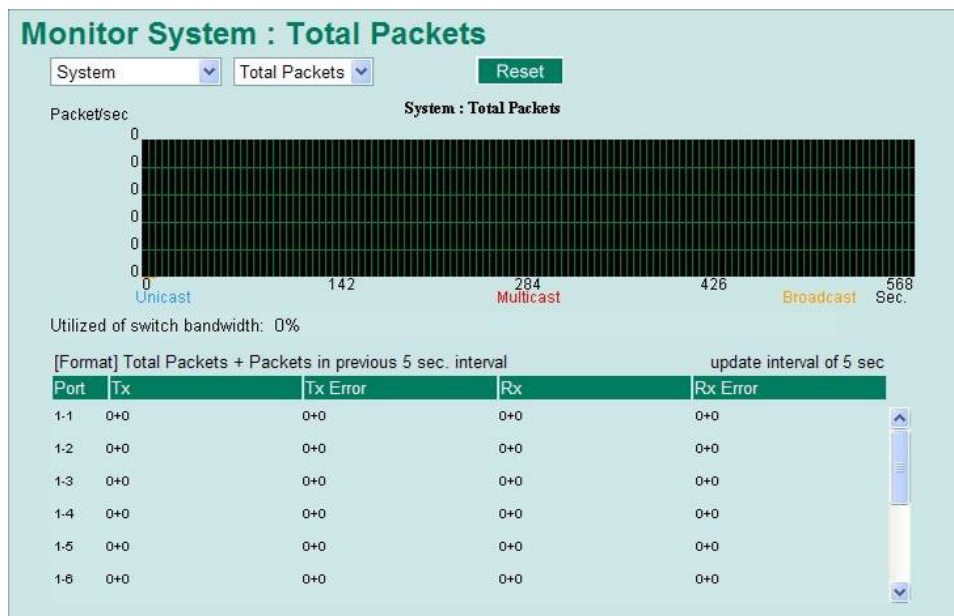 Monitor System : Total Packets
System Total Packets Reset
Packet/sec System : Total Packets
0
0
0
0
0
0
0 142 284 426 568
Unicast Multicast Broadcast Sec.
Utilized of switch bandwidth: 0%
[Format] Total Packets + Packets in previous 5 sec. interval update interval of 5 sec
Port Tx Tx Error Rx Rx Error
1-1 0+0 0+0 0+0 0+0
1-2 0+0 0+0 0+0 0+0
1-3 0+0 0+0 0+0 0+0
1-4 0+0 0+0 0+0 0+0
1-5 0+0 0+0 0+0 0+0
1-6 0+0 0+0 0+0 0+0